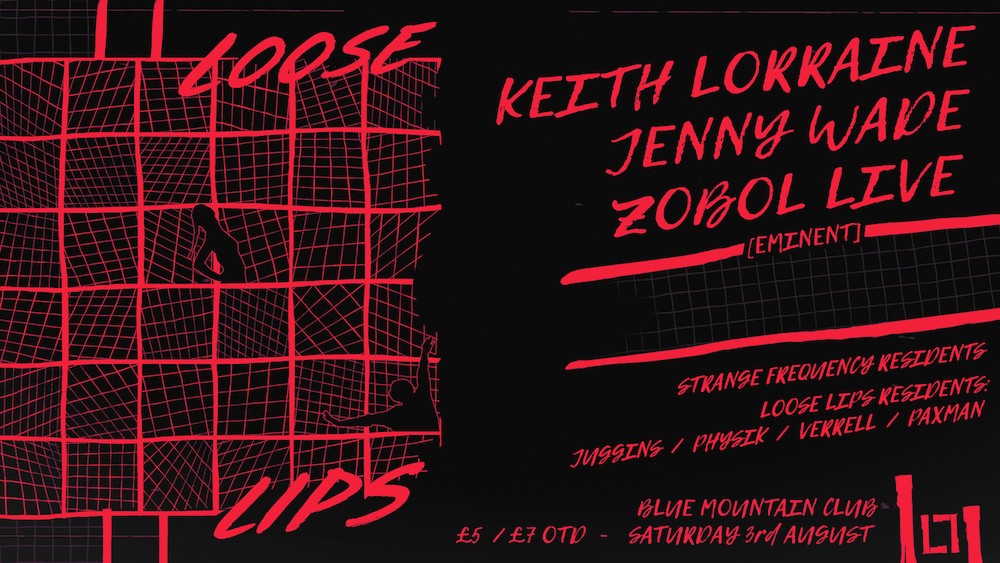 LOOSE
LIPS
KEITH LORRAINE
JENNY WADE
ZOBOL LIVE
[EMINENT]
STRANGE FREQUENCY RESIDENTS
LOOSE LIPS RESIDENTS:
JUGGINS / PHYSIK / VERRELL / PAXMAN
BLUE MOUNTAIN CLUB
£5 / £7 OTD - SATURDAY 3rd AUGUST